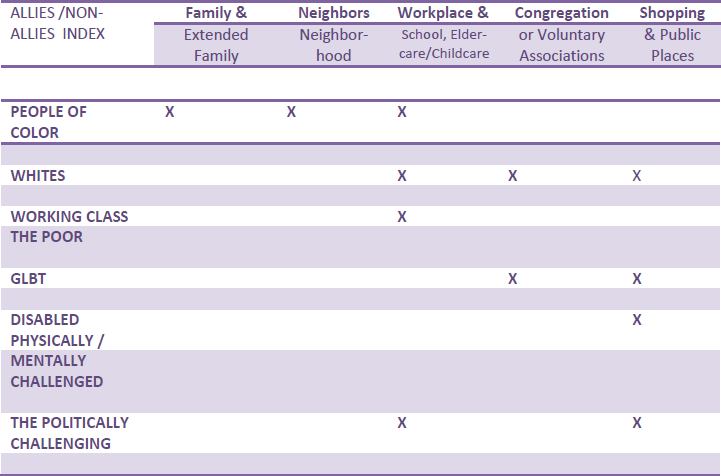 ALLIES /NON- Family & Neighbors Workplace & Congregation Shopping
ALLIES INDEX Extended Neighbor- School, Elder- or Voluntary & Public
Family hood care/Childcare Associations Places
PEOPLE OF X X X
COLOR
WHITES X X X
WORKING CLASS X
THE POOR
GLBT X X
DISABLED X
PHYSICALLY /
MENTALLY
CHALLENGED
THE POLITICALLY X X
CHALLENGING